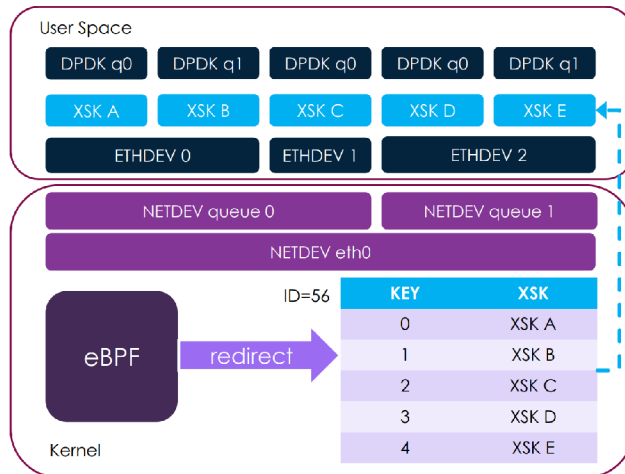 User Space
DPDK q0 DPDK q1 DPDK q0 DPDK q0 DPDK q1
XSK A XSK B XSK C XSK D XSK E
ETHDEV 0 ETHDEV 1 ETHDEV 2
NETDEV queue 0 NETDEV queue 1
NETDEV eth0
ID=56 KEY XSK
0 XSK A
1 XSK B
eBPF redirect
2 XSK C
3 XSK D
4 XSK E
Kernel